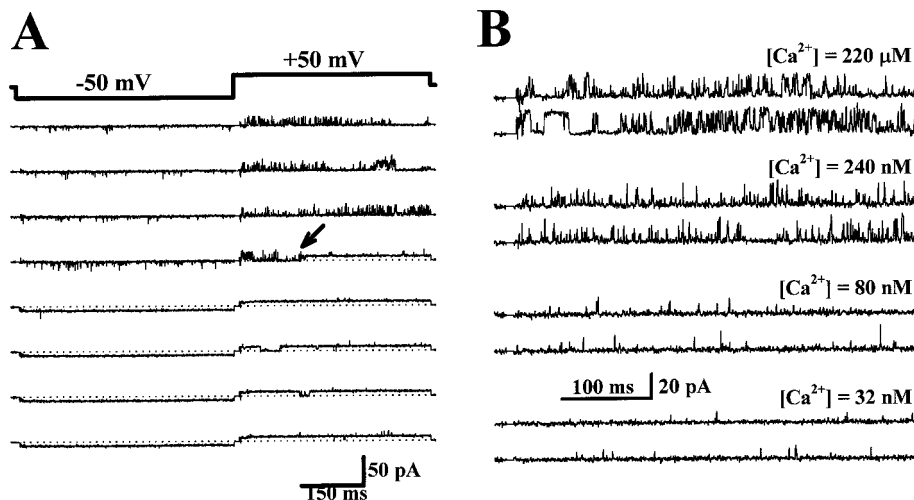 A
-50 mV
+50 mV
50 pA
150 ms
B
[Ca²⁺] = 220 µM
[Ca²⁺] = 240 nM
[Ca²⁺] = 80 nM
100 ms
20 pA
[Ca²⁺] = 32 nM